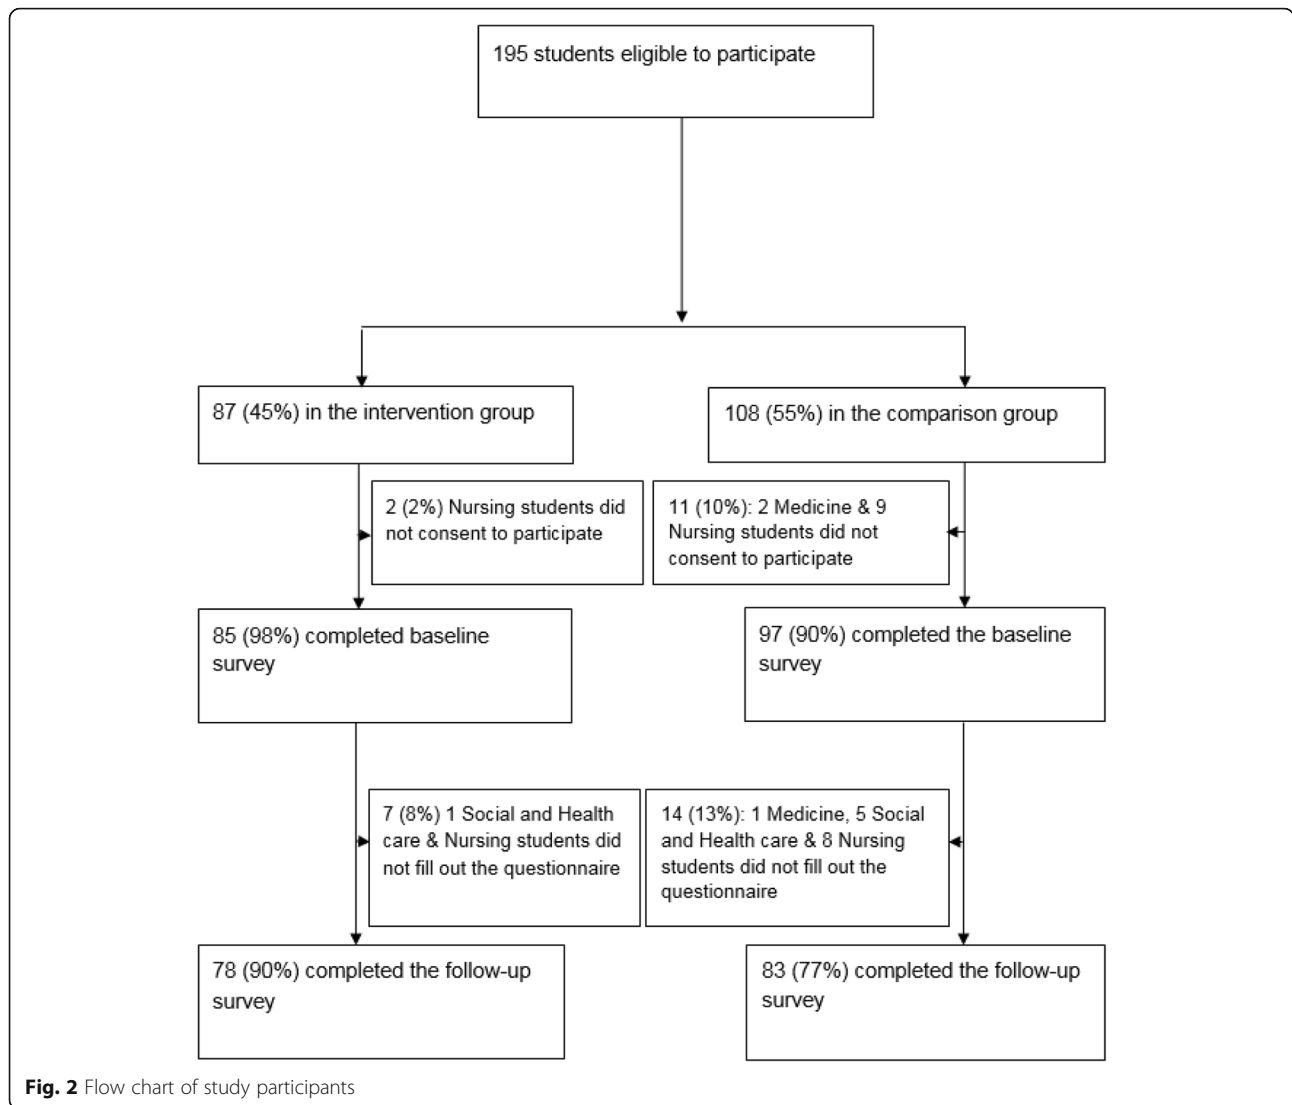 195 students eligible to participate
87 (45%) in the intervention group
108 (55%) in the comparison group
2 (2%) Nursing students did
not consent to participate
11 (10%): 2 Medicine & 9
Nursing students did not
consent to participate
85 (98%) completed baseline
survey
97 (90%) completed the baseline
survey
7 (8%) 1 Social and Health
care & Nursing students did
not fill out the questionnaire
14 (13%): 1 Medicine, 5 Social
and Health care & 8 Nursing
students did not fill out the
questionnaire
78 (90%) completed the follow-up
survey
83 (77%) completed the follow-up
survey
Fig. 2 Flow chart of study participants